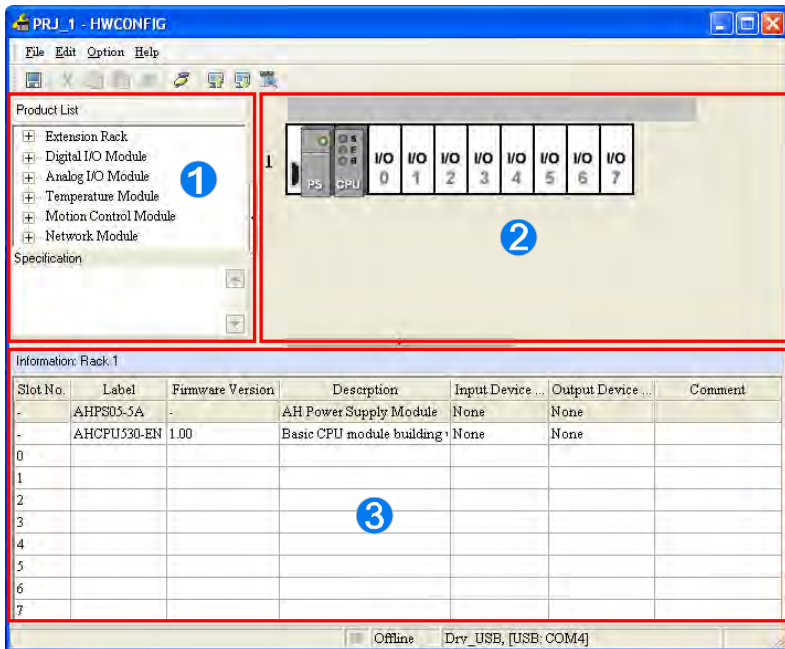 PRJ_1 - HWCONFIG
File Edit Option Help
Product List
Extension Rack
Digital I/O Module
Analog I/O Module
Temperature Module
Motion Control Module
Network Module
Specification
1
1
PS CPU I/O 0 I/O 1 I/O 2 I/O 3 I/O 4 I/O 5 I/O 6 I/O 7
S
E
B
2
Information: Rack 1
Slot No. Label Firmware Version Descrption Input Device ... Output Device ... Comment
- AHPS05-5A - AH Power Supply Module None None
- AHCPU530-EN 1.00 Basic CPU module building None None
0
1
2
3
4
5
6
7
3
Offline Drv_USB, [USB: COM4]